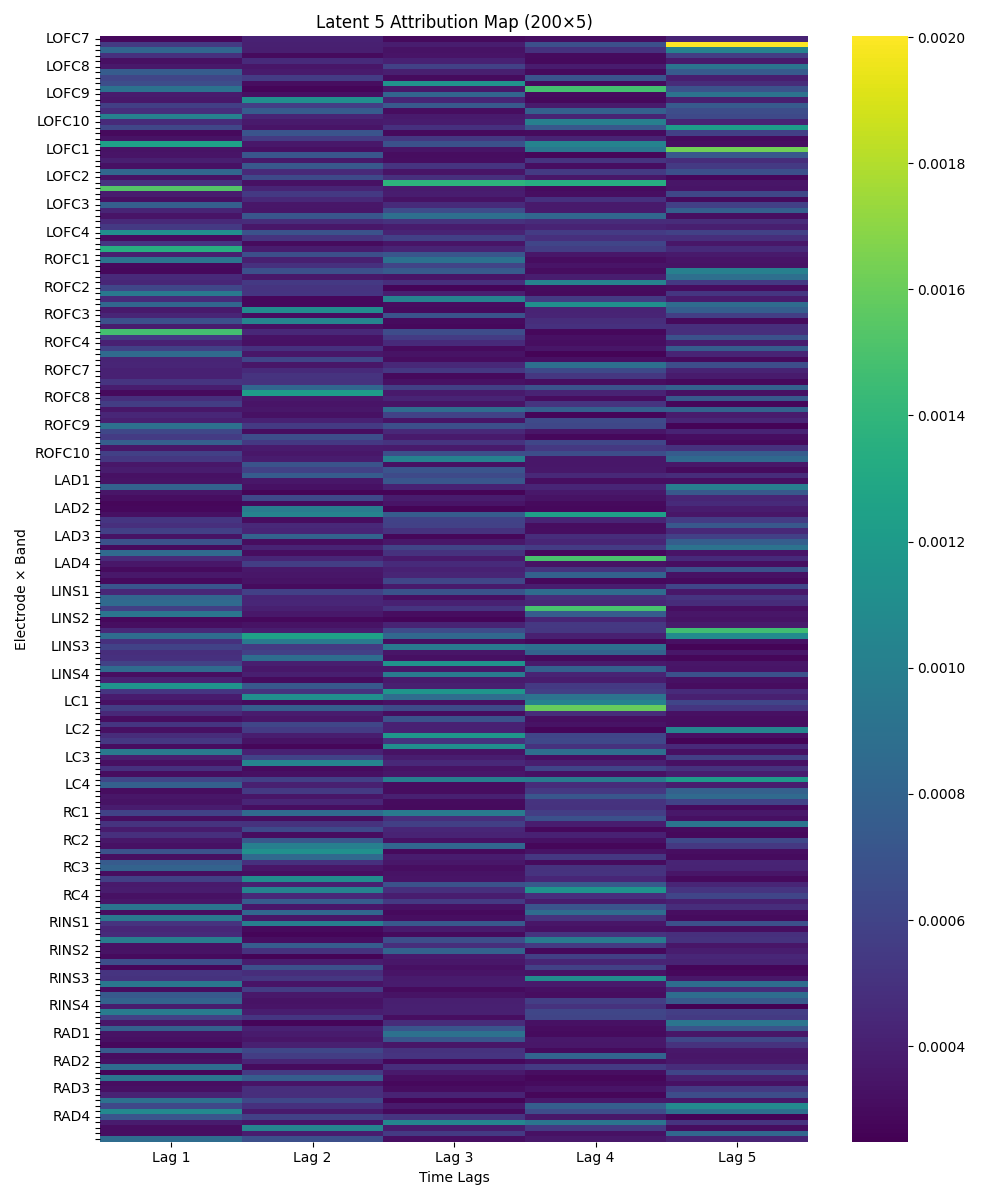 Latent 5 Attribution Map (200×5)
LOFC7
LOFC8
LOFC9
LOFC10
LOFC1
LOFC2
LOFC3
LOFC4
ROFC1
ROFC2
ROFC3
ROFC4
ROFC7
ROFC8
ROFC9
ROFC10
LAD1
LAD2
LAD3
LAD4
LINS1
LINS2
LINS3
LINS4
LC1
LC2
LC3
LC4
RC1
RC2
RC3
RC4
RINS1
RINS2
RINS3
RINS4
RAD1
RAD2
RAD3
RAD4
Electrode × Band
Lag 1
Lag 2
Lag 3
Lag 4
Lag 5
Time Lags
0.0020
0.0018
0.0016
0.0014
0.0012
0.0010
0.0008
0.0006
0.0004